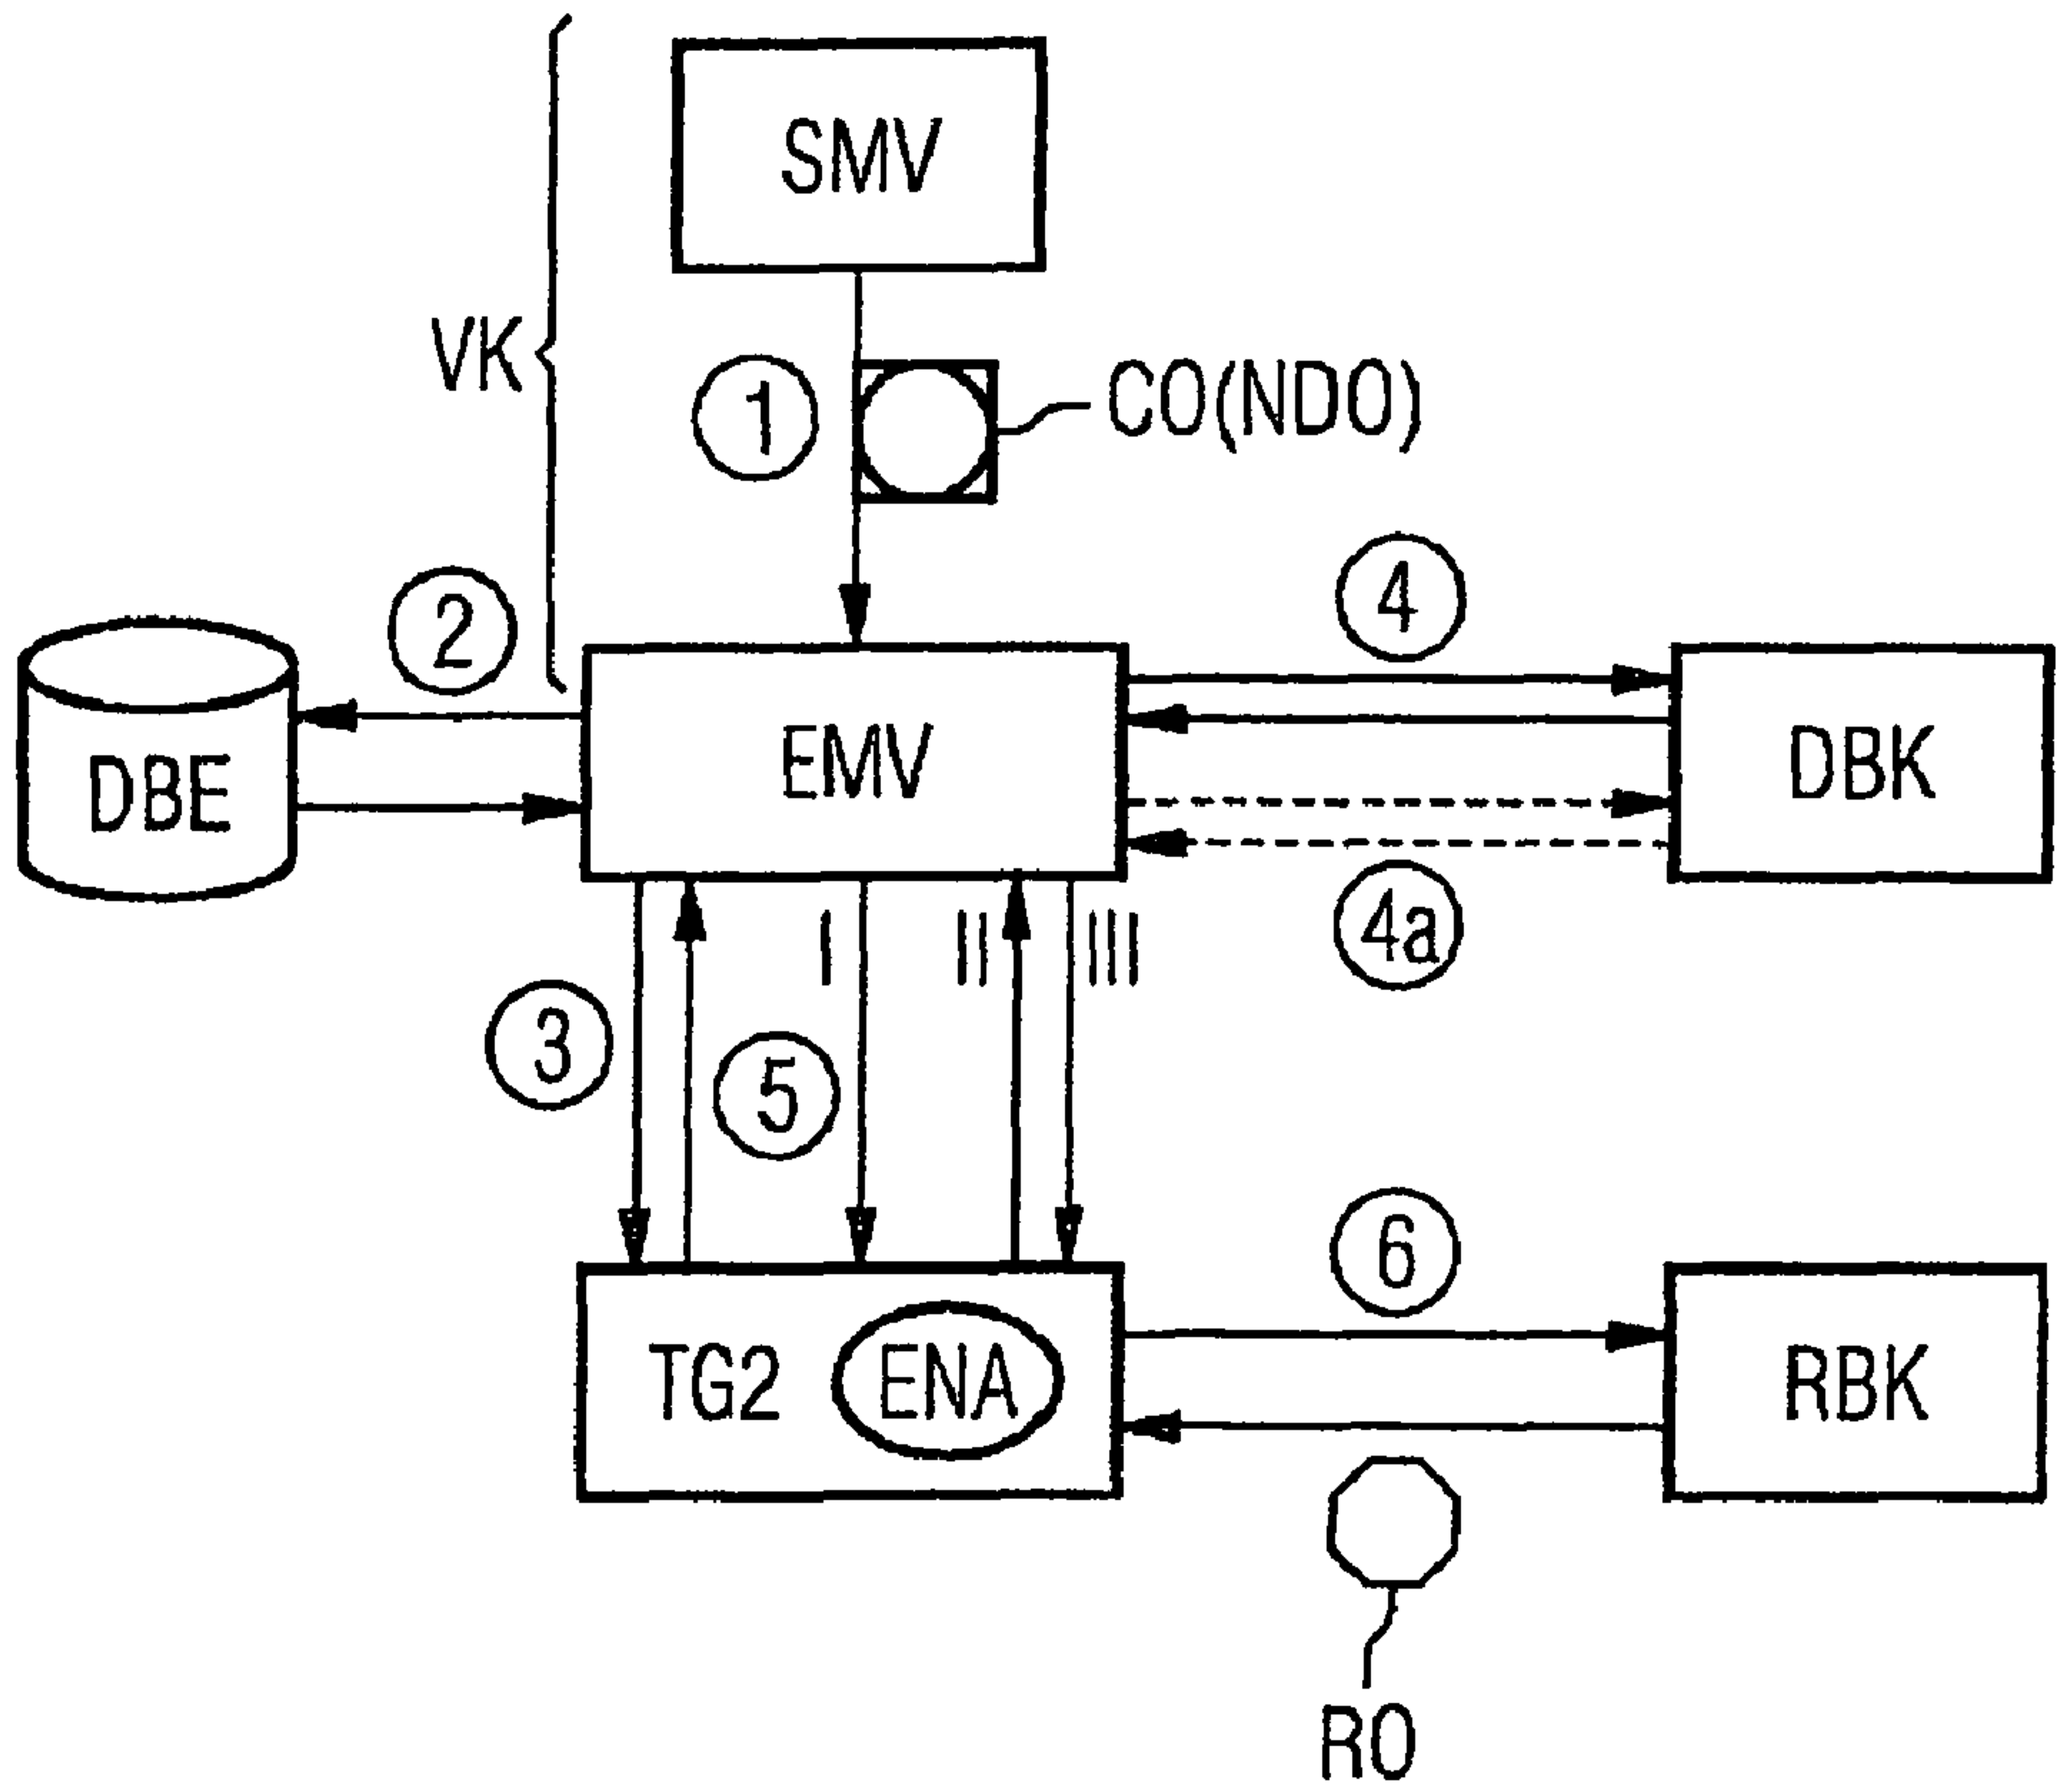 SMV
VK
1
CO(NDO)
2
4
DBE
EMV
DBK
I
II
III
4a
3
5
6
TG2
ENA
RBK
RO